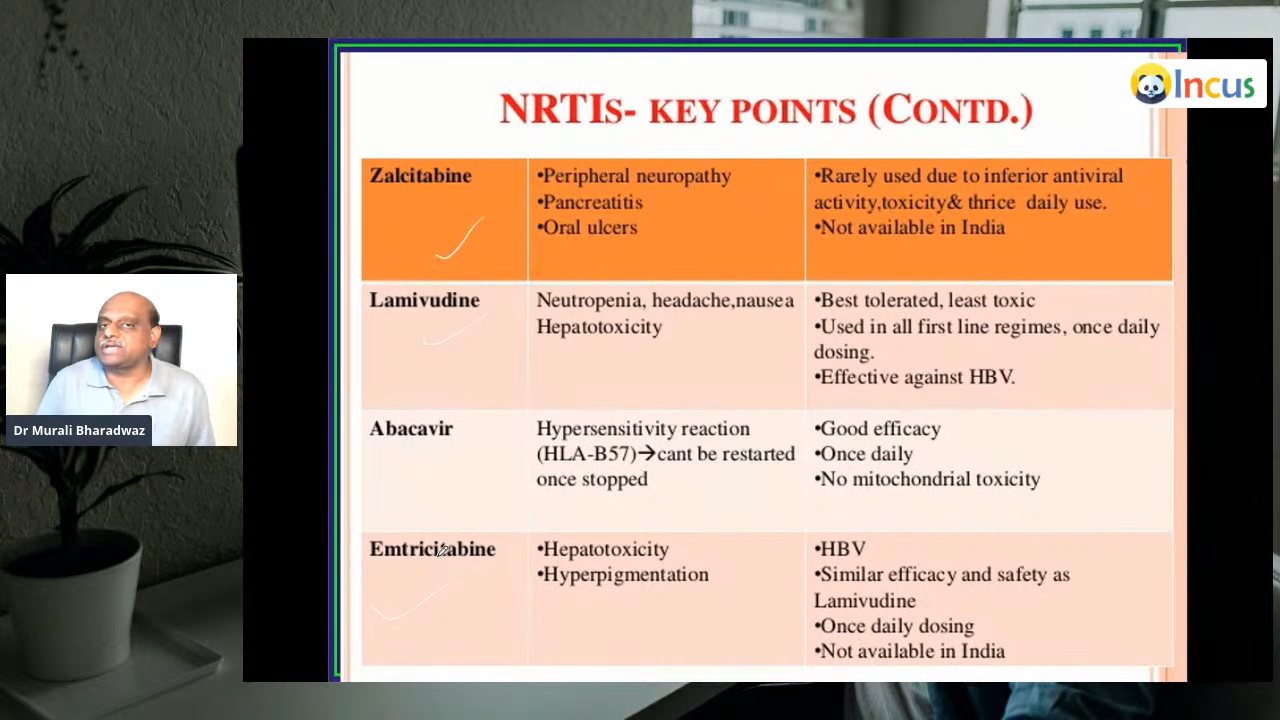 Incus
NRTIs- KEY POINTS (CONTD.)
Zalcitabine
•Peripheral neuropathy
•Pancreatitis
•Oral ulcers
•Rarely used due to inferior antiviral
activity,toxicity& thrice daily use.
•Not available in India
Lamivudine
Neutropenia, headache,nausea
Hepatotoxicity
•Best tolerated, least toxic
•Used in all first line regimes, once daily
dosing.
•Effective against HBV.
Abacavir
Hypersensitivity reaction
(HLA-B57)→cant be restarted
once stopped
•Good efficacy
•Once daily
•No mitochondrial toxicity
Emtricitabine
•Hepatotoxicity
•Hyperpigmentation
•HBV
•Similar efficacy and safety as
Lamivudine
•Once daily dosing
•Not available in India
Dr Murali Bharadwaz